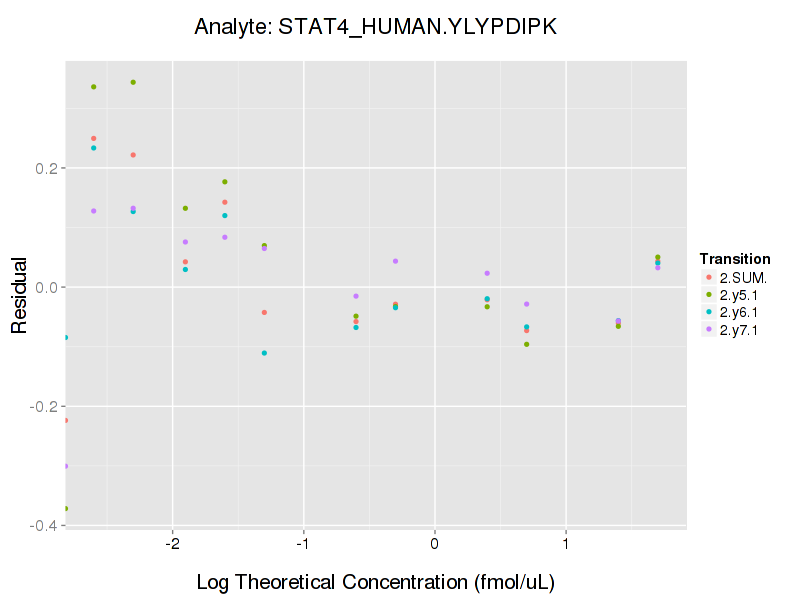 Analyte: STAT4_HUMAN.YLYPDIPK
Residual
0.2
0.0
-0.2
-0.4
-2
-1
0
1
Log Theoretical Concentration (fmol/uL)
Transition
2.SUM.
2.y5.1
2.y6.1
2.y7.1